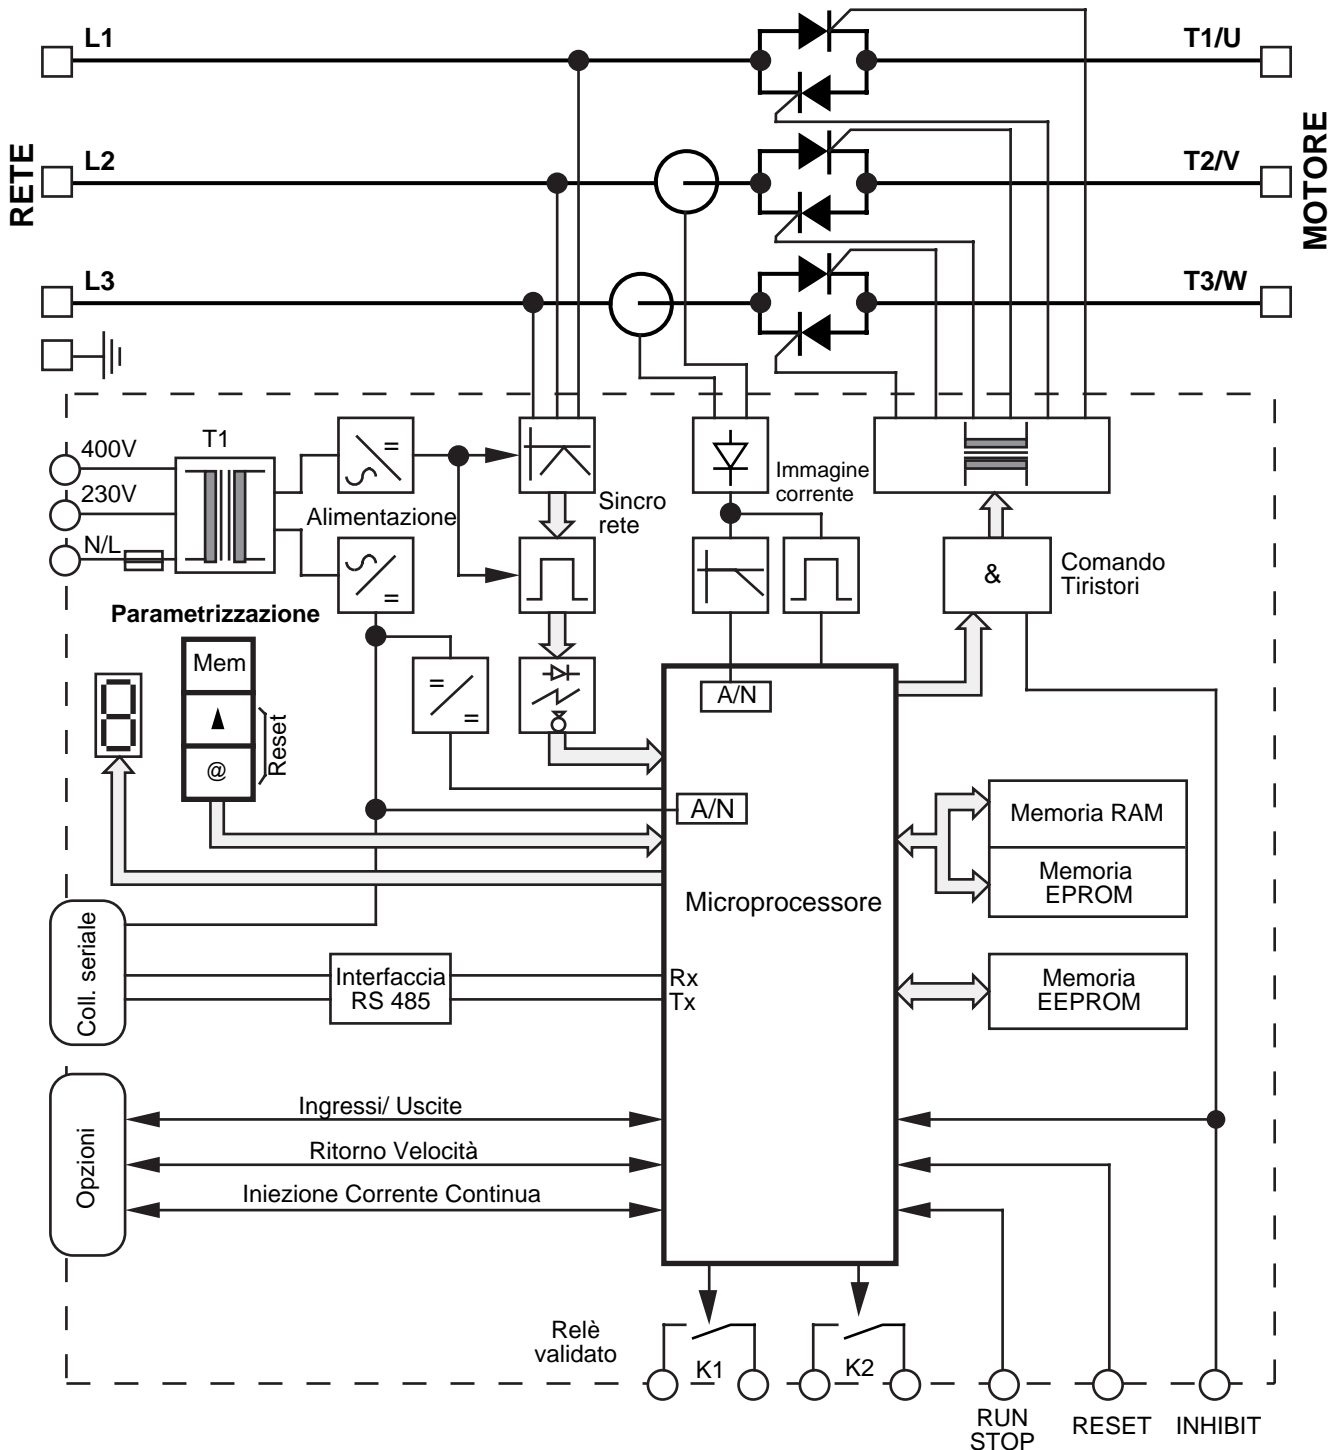 L1
T1/U
RETE
L2
T2/V
MOTORE
L3
T3/W
400V
T1
230V
N/L
Alimentazione
Sincro
rete
Immagine
corrente
&
Comando
Tiristori
Parametrizzazione
Mem
@
Reset
A/N
A/N
Microprocessore
Memoria RAM
Memoria
EPROM
Coll. seriale
Interfaccia
RS 485
Rx
Tx
Memoria
EEPROM
Opzioni
Ingressi/ Uscite
Ritorno Velocità
Iniezione Corrente Continua
Relè
validato
K1
K2
RUN
STOP
RESET
INHIBIT